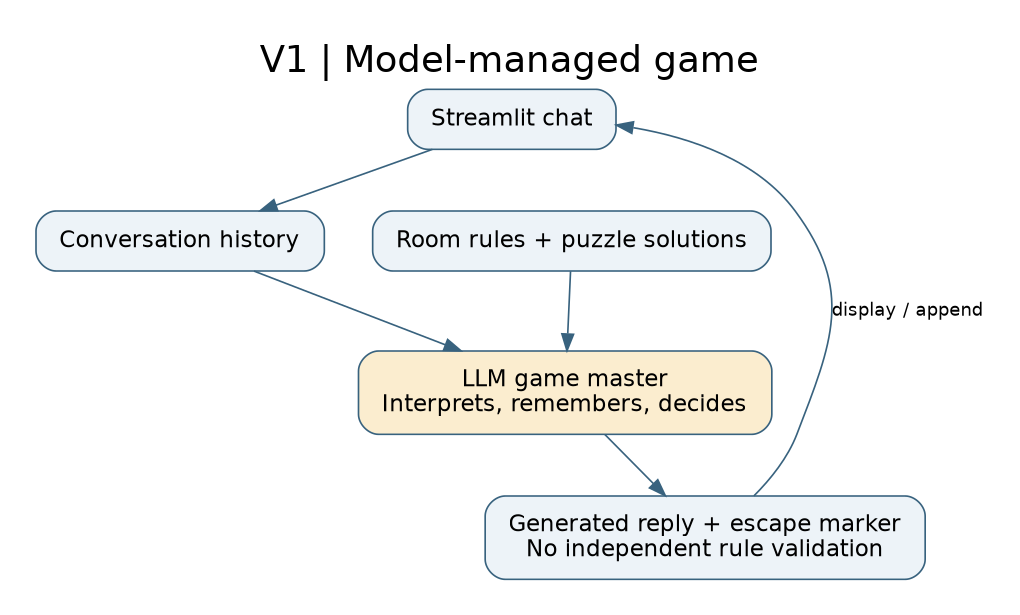 V1 | Model-managed game
Streamlit chat
Conversation history
Room rules + puzzle solutions
display / append
LLM game master
Interprets, remembers, decides
Generated reply + escape marker
No independent rule validation